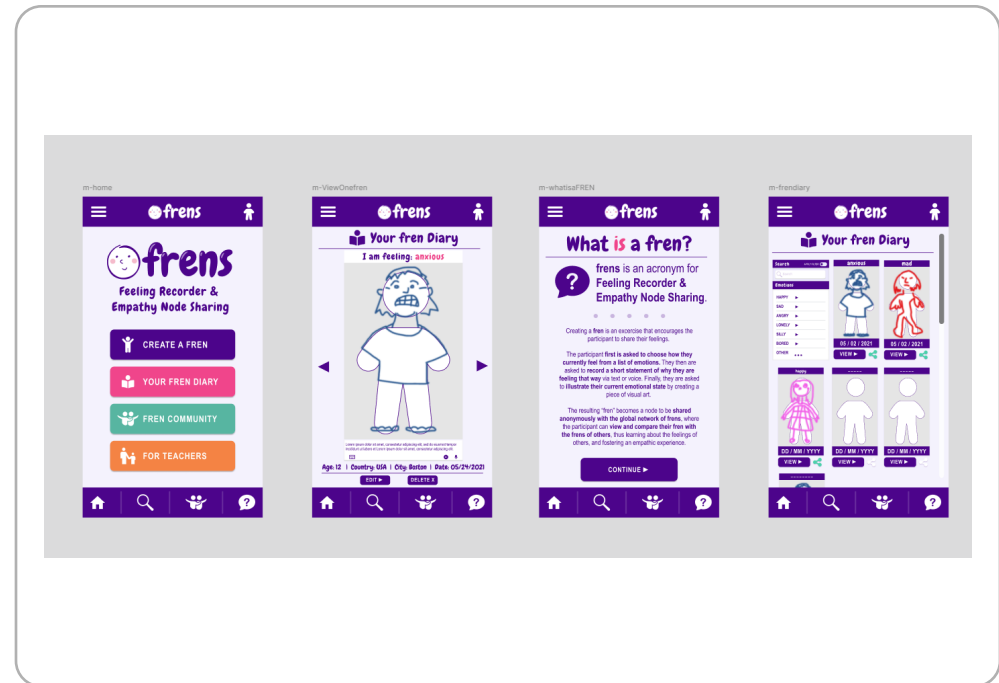 m-home
frens
frens
Feeling Recorder &
Empathy Node Sharing
CREATE A FREN
YOUR FREN DIARY
FREN COMMUNITY
FOR TEACHERS
m-ViewOnefren
frens
Your fren Diary
I am feeling: anxious
Age: 12 | Country: USA | City: Boston | Date: 05/24/2021
EDIT ►
DELETE X
?
m-whatisaFREN
frens
What is a fren?
?
frens is an acronym for
Feeling Recorder &
Empathy Node Sharing.
Creating a fren is an excercise that encourages the
participant to share their feelings.
The participant first is asked to choose how they
currently feel from a list of emotions. They then are
asked to record a short statement of why they are
feeling that way via text or voice. Finally, they are asked
to illustrate their current emotional state by creating a
piece of visual art.
The resulting "fren" becomes a node to be shared
anonymously with the global network of frens, where
the participant can view and compare their fren with
the frens of others, thus learning about the feelings of
others, and fostering an empathic experience.
CONTINUE ►
?
m-frendiary
frens
Your fren Diary
Search
Emotions
HAPPY ►
SAD ►
ANGRY ►
LONELY ►
SILLY ►
BORED ►
OTHER •••
anxious
05 / 02 / 2021
VIEW ►
mad
05 / 02 / 2021
VIEW ►
happy
DD / MM / YYYY
VIEW ►
-----
DD / MM / YYYY
VIEW ►
-----
DD / MM / YYYY
VIEW ►
?